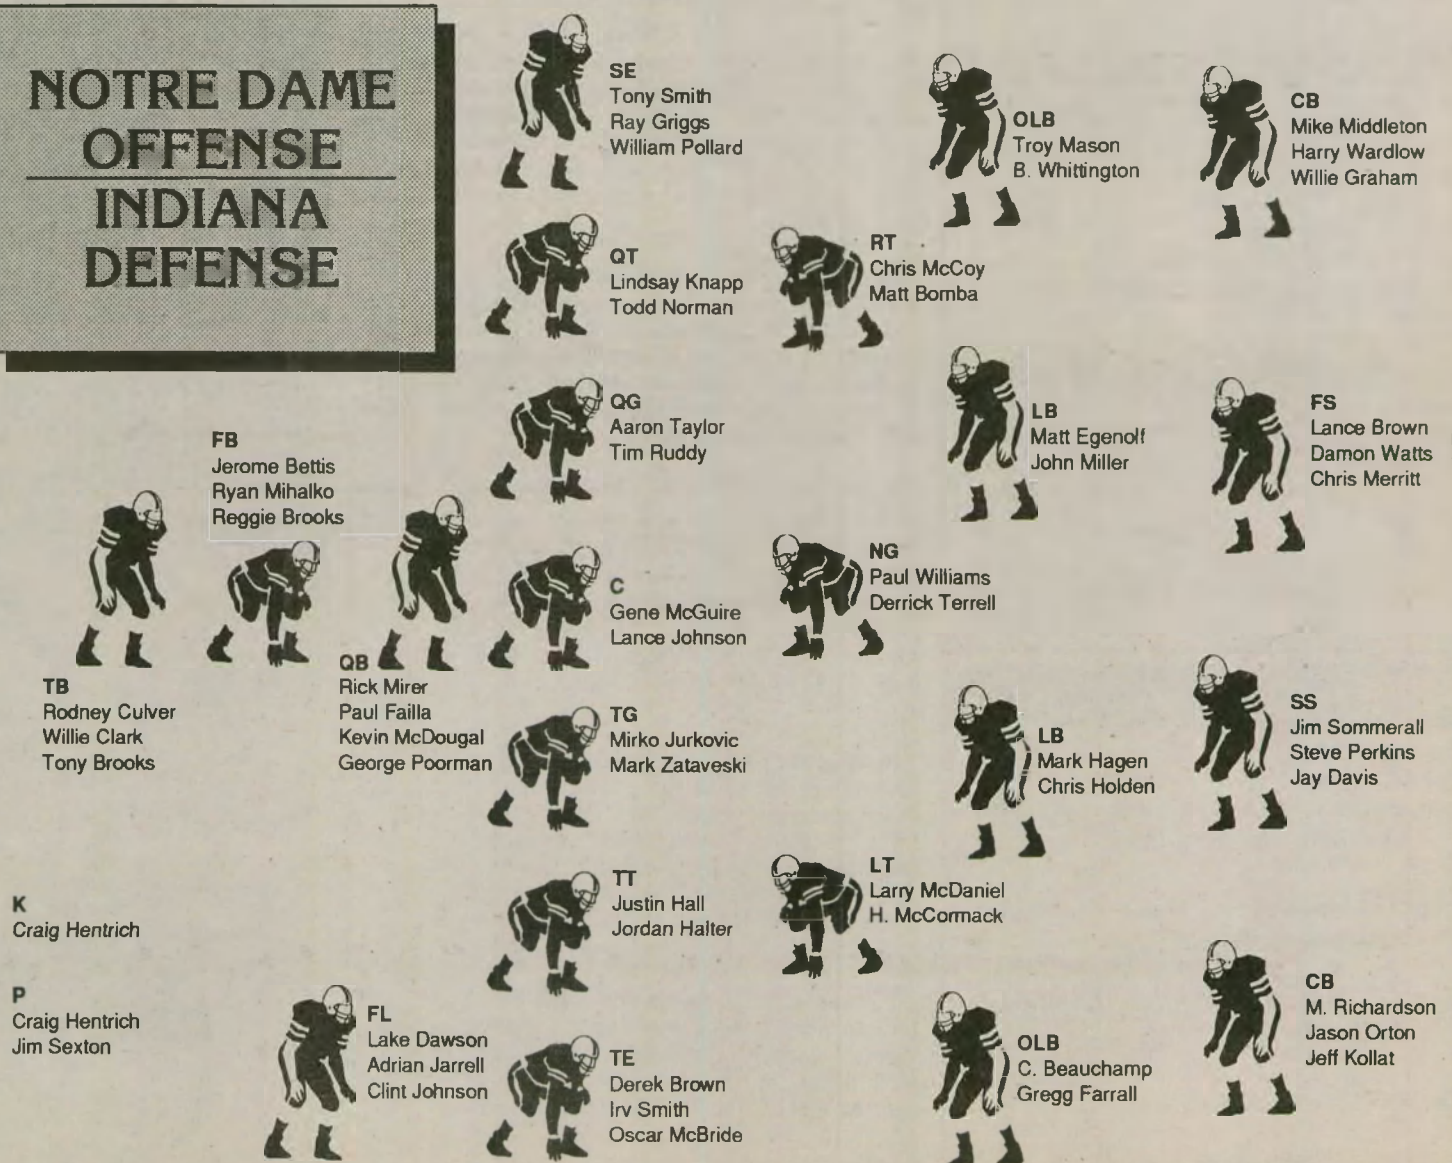 NOTRE DAME
OFFENSE
INDIANA
DEFENSE
SE
Tony Smith
Ray Griggs
William Pollard
OLB
Troy Mason
B. Whittington
CB
Mike Middleton
Harry Wardlow
Willie Graham
QT
Lindsay Knapp
Todd Norman
RT
Chris McCoy
Matt Bomba
QG
Aaron Taylor
Tim Ruddy
LB
Matt Egenolf
John Miller
FS
Lance Brown
Damon Watts
Chris Merritt
FB
Jerome Bettis
Ryan Mihalko
Reggie Brooks
C
Gene McGuire
Lance Johnson
NG
Paul Williams
Derrick Terrell
TB
Rodney Culver
Willie Clark
Tony Brooks
QB
Rick Mirer
Paul Failla
Kevin McDougal
George Poorman
TG
Mirko Jurkovic
Mark Zataveski
LB
Mark Hagen
Chris Holden
SS
Jim Sommerall
Steve Perkins
Jay Davis
K
Craig Hentrich
TT
Justin Hall
Jordan Halter
LT
Larry McDaniel
H. McCormack
P
Craig Hentrich
Jim Sexton
FL
Lake Dawson
Adrian Jarrell
Clint Johnson
TE
Derek Brown
Irv Smith
Oscar McBride
OLB
C. Beauchamp
Gregg Farrall
CB
M. Richardson
Jason Orton
Jeff Kollat